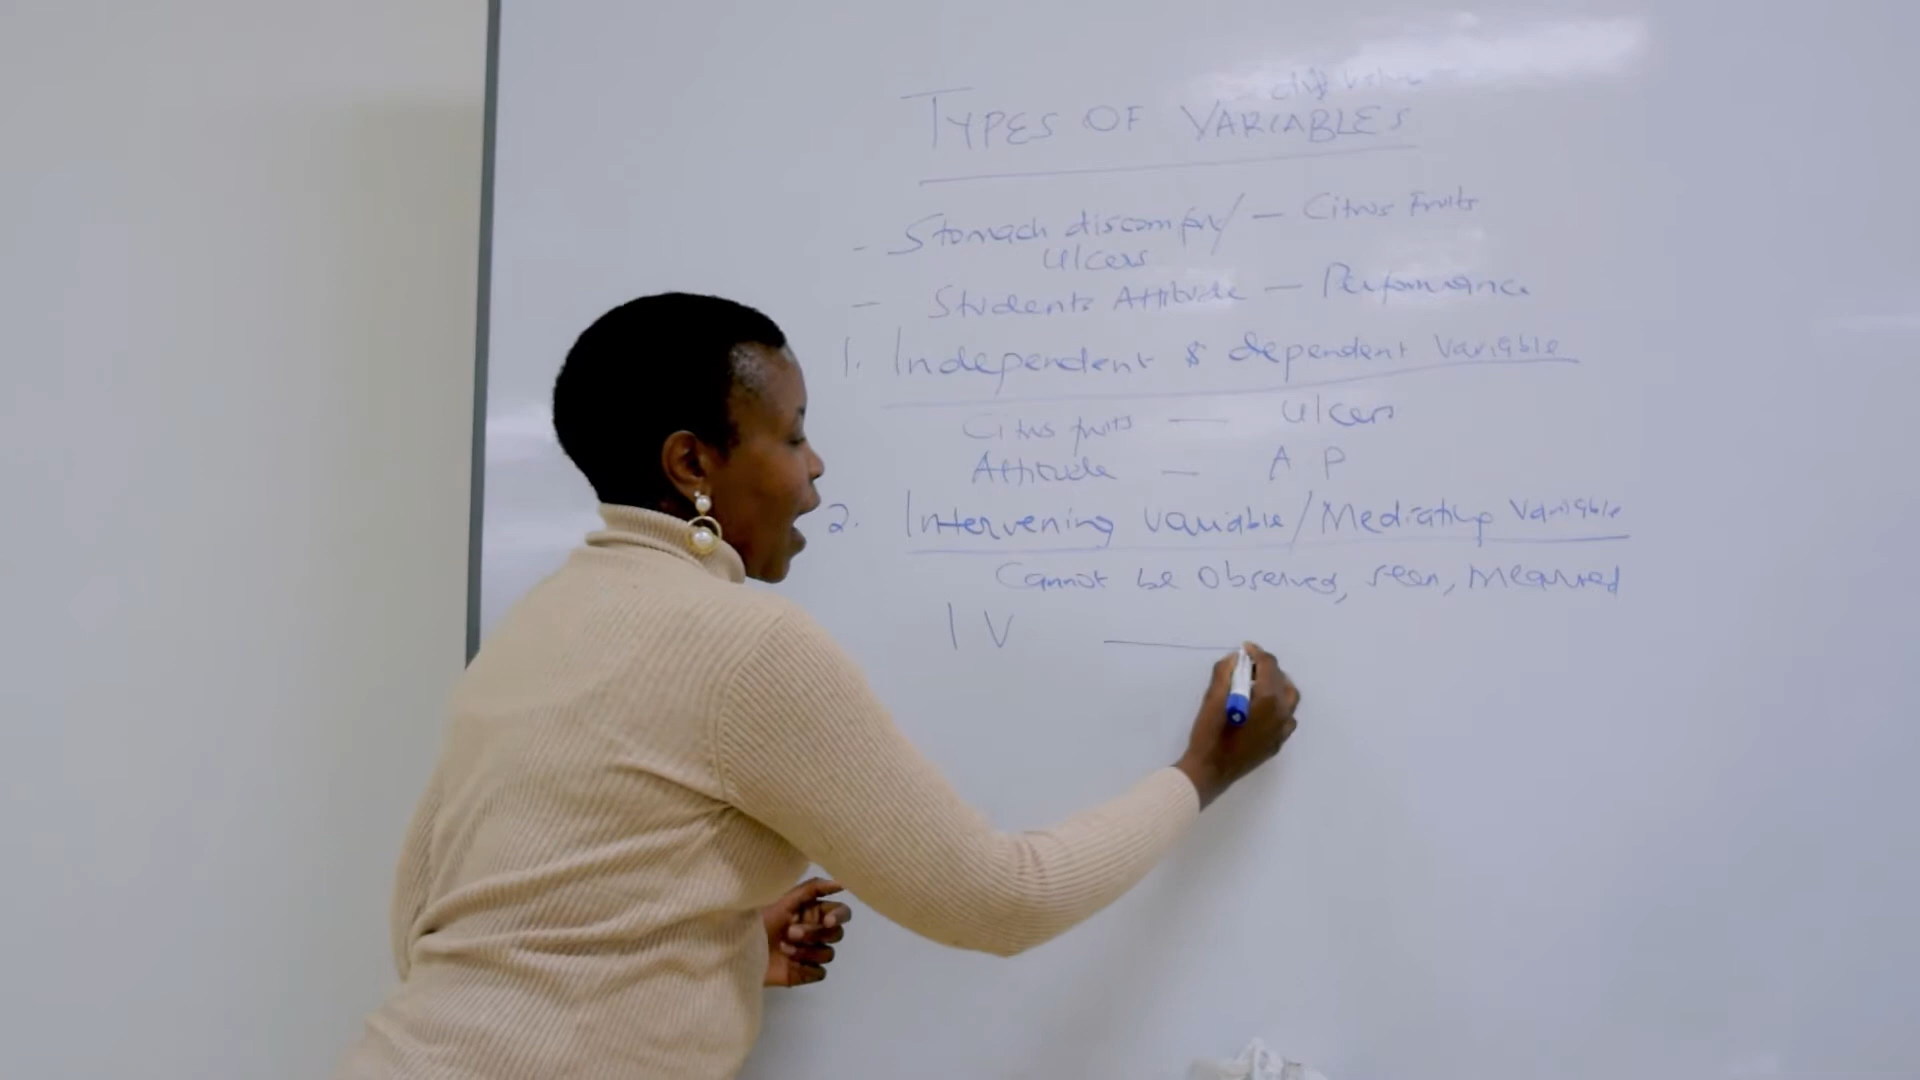 TYPES OF VARIABLES
- Stomach discomfort/ — Citrus Fruits
Ulcers
- Students Attitude — Performance
1. Independent & dependent Variable
Citrus fruits — Ulcers
Attitude — A P
2. Intervening Variable/Mediating Variable
Cannot be Observed, seen, Measured
IV